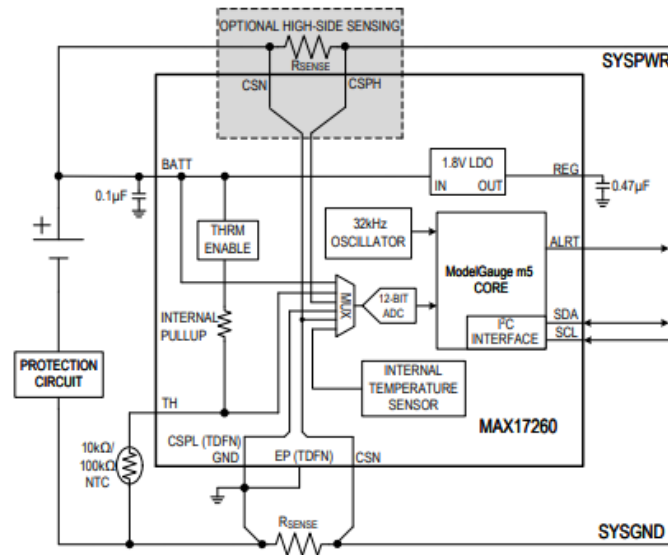 OPTIONAL HIGH-SIDE SENSING
RSENSE
SYSPWR
CSN
CSPH
BATT
1.8V LDO
IN OUT
REG
0.1µF
0.47µF
+
THRM
ENABLE
32kHz
OSCILLATOR
ModelGauge m5
CORE
ALRT
MUX
12-BIT
ADC
INTERNAL
PULLUP
I²C
INTERFACE
SDA
SCL
PROTECTION
CIRCUIT
INTERNAL
TEMPERATURE
SENSOR
TH
MAX17260
10kΩ/
100kΩ
NTC
CSPL (TDFN)
GND
EP (TDFN)
CSN
RSENSE
SYSGND